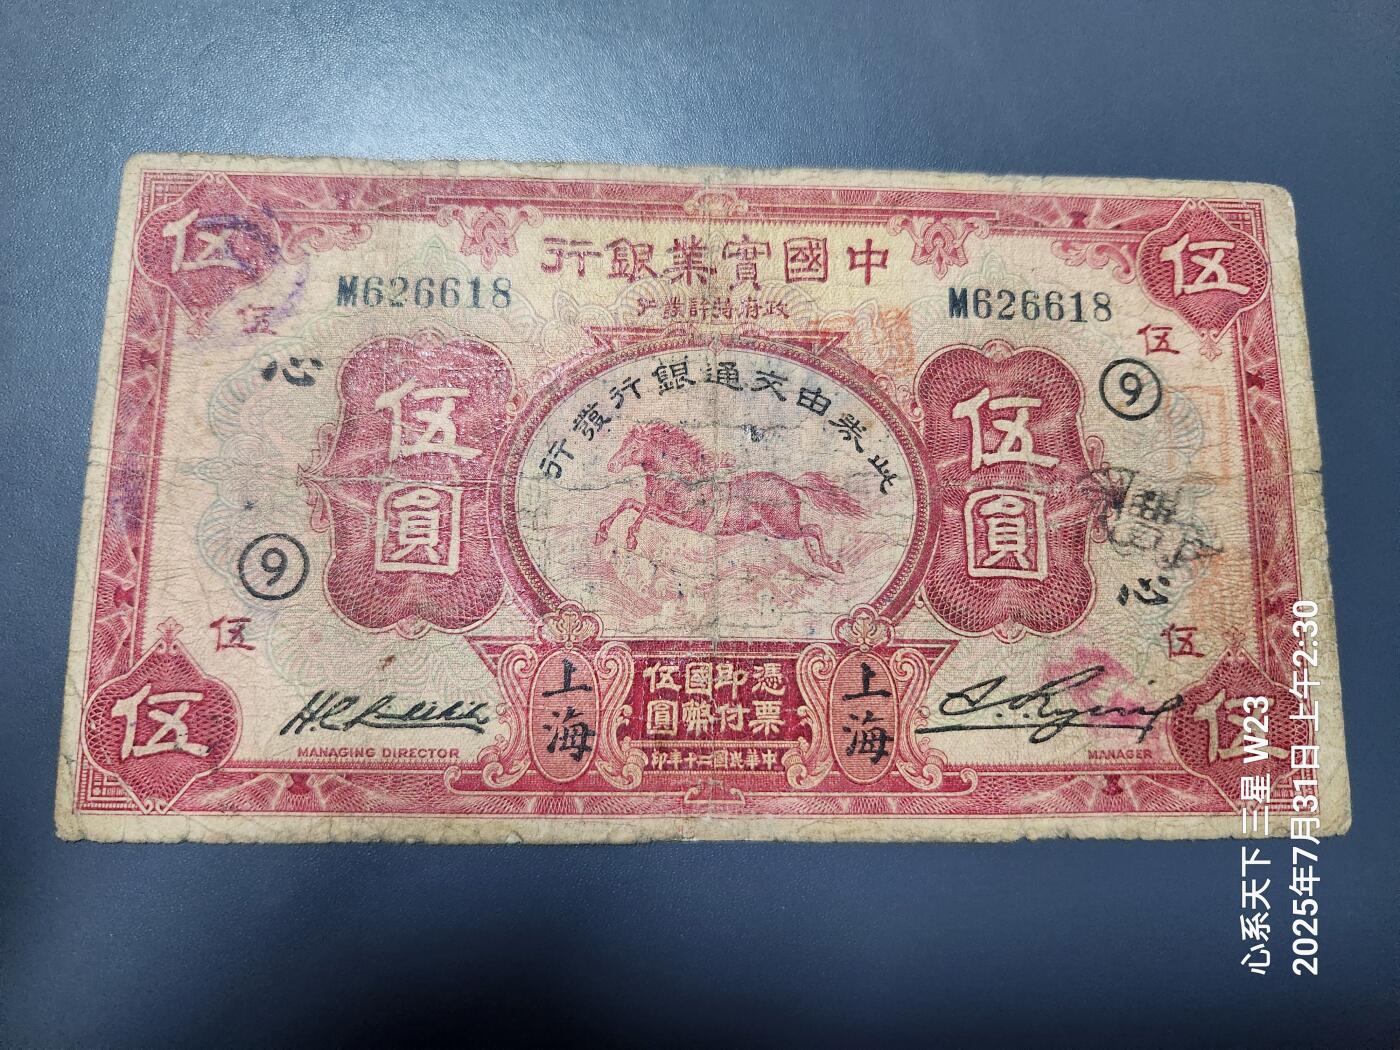 中國實業銀行
政府特許發行
M626618
M626618
此券由交通銀行發行
伍
伍
伍
伍
心
⑨
伍圓
伍圓
⑨
心
伍
伍
伍
伍
上海
憑票即付國幣伍圓
上海
中華民國二十年印
MANAGING DIRECTOR
MANAGER
心系天下 三星 W23
2025年7月31日 上午2:30